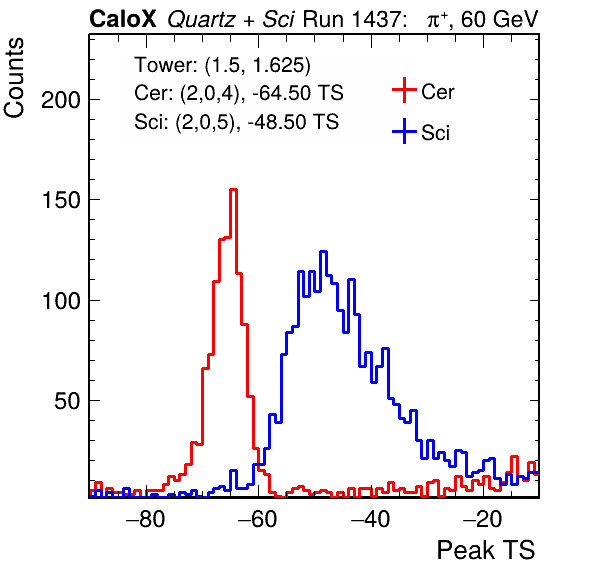 CaloX Quartz + Sci Run 1437: π⁺, 60 GeV
Tower: (1.5, 1.625)
Cer: (2,0,4), -64.50 TS
Sci: (2,0,5), -48.50 TS
Cer
Sci
Counts
200
150
100
50
−80 −60 −40 −20
Peak TS